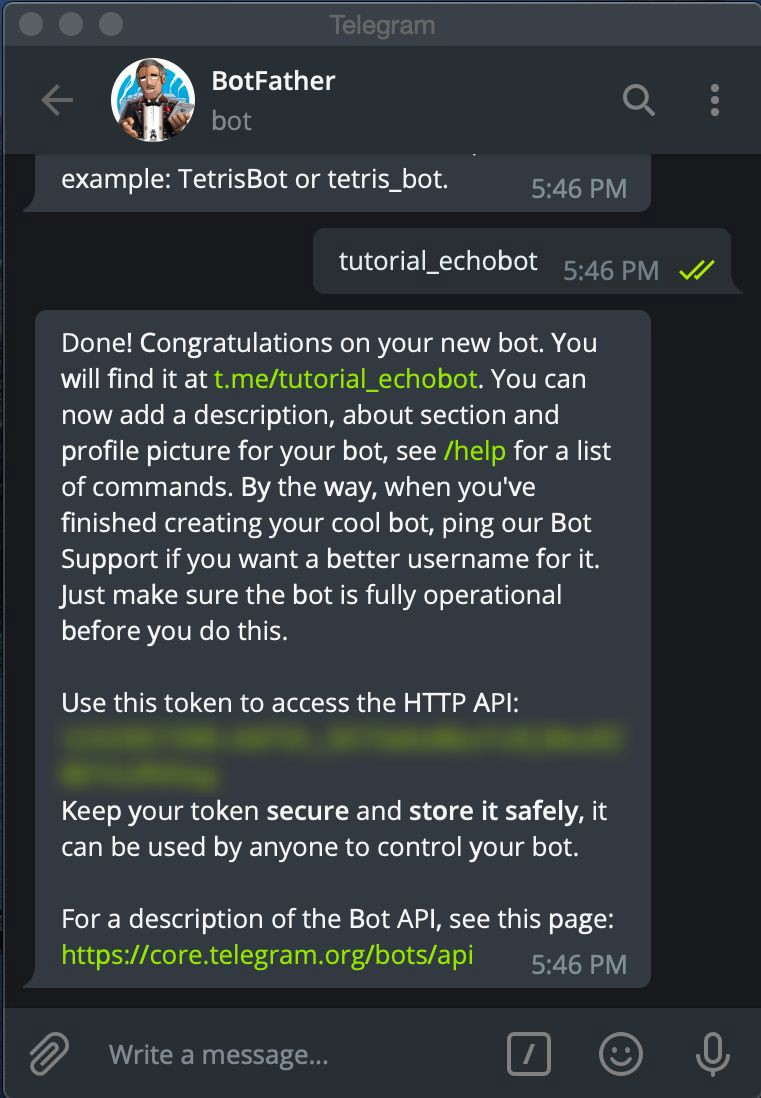 Telegram
BotFather
bot
example: TetrisBot or tetris_bot.
5:46 PM
tutorial_echobot
5:46 PM
Done! Congratulations on your new bot. You
will find it at t.me/tutorial_echobot. You can
now add a description, about section and
profile picture for your bot, see /help for a list
of commands. By the way, when you've
finished creating your cool bot, ping our Bot
Support if you want a better username for it.
Just make sure the bot is fully operational
before you do this.
Use this token to access the HTTP API:
Keep your token secure and store it safely, it
can be used by anyone to control your bot.
For a description of the Bot API, see this page:
https://core.telegram.org/bots/api
5:46 PM
Write a message...